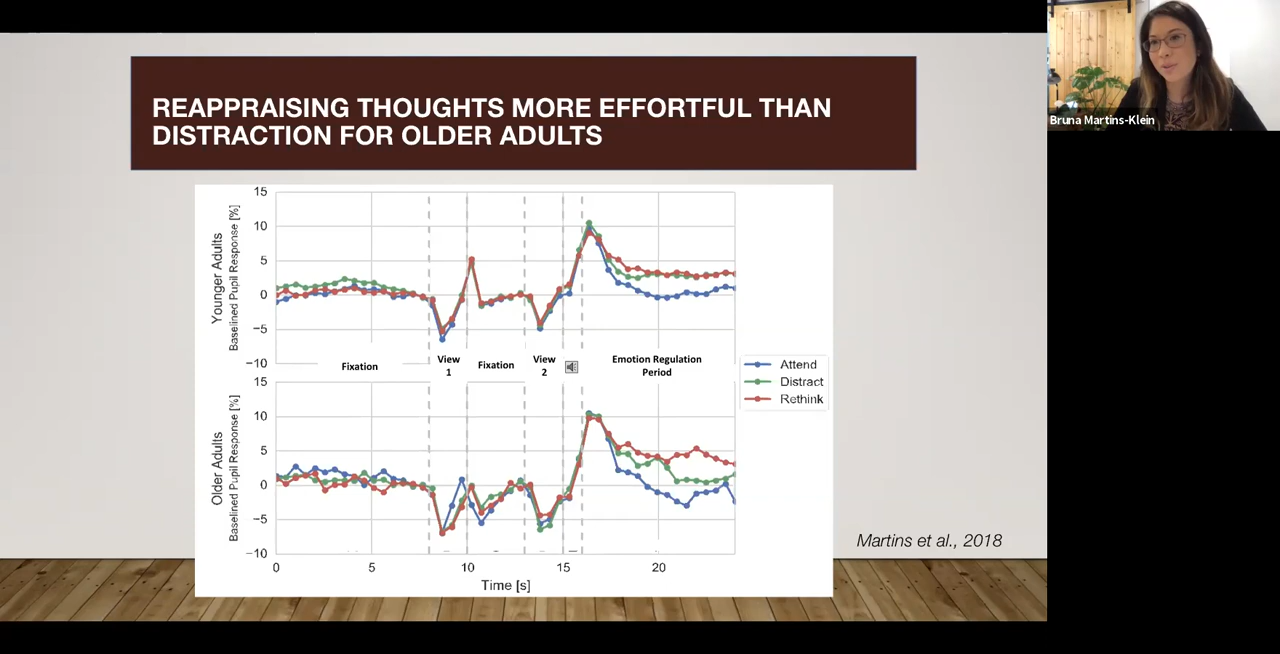 REAPPRAISING THOUGHTS MORE EFFORTFUL THAN
DISTRACTION FOR OLDER ADULTS
Bruna Martins-Klein
Younger Adults
Baselined Pupil Response [%]
15
10
5
0
−5
−10
Fixation
View
1
Fixation
View
2
Emotion Regulation
Period
Attend
Distract
Rethink
Older Adults
Baselined Pupil Response [%]
15
10
5
0
−5
−10
0
5
10
15
20
Time [s]
Martins et al., 2018